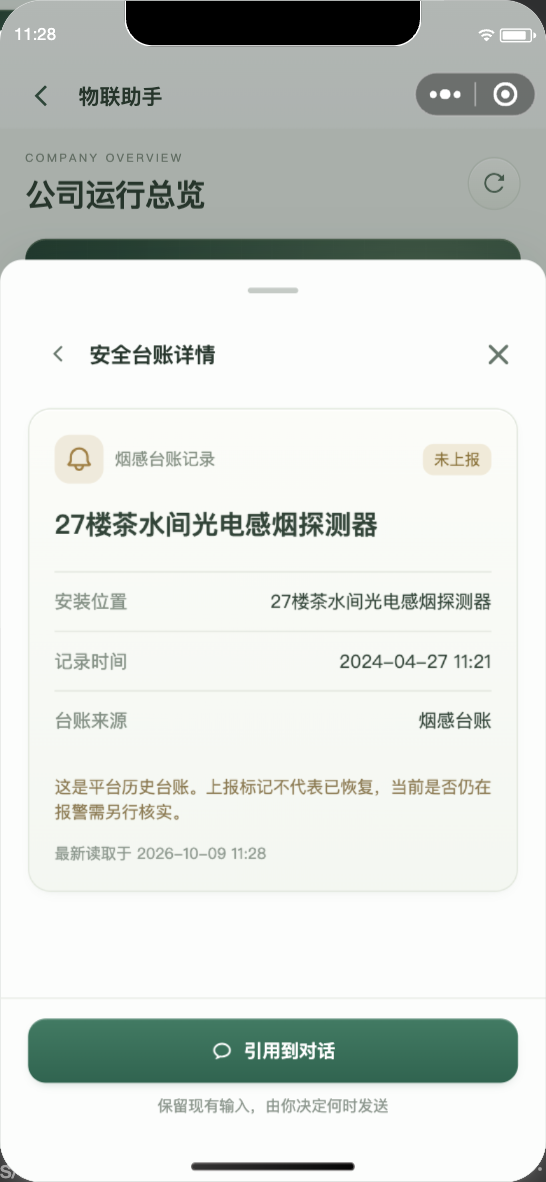 11:28
物联助手
COMPANY OVERVIEW
公司运行总览
安全台账详情
烟感台账记录
未上报
27楼茶水间光电感烟探测器
安装位置
27楼茶水间光电感烟探测器
记录时间
2024-04-27 11:21
台账来源
烟感台账
这是平台历史台账。上报标记不代表已恢复，当前是否仍在
报警需另行核实。
最新读取于 2026-10-09 11:28
引用到对话
保留现有输入，由你决定何时发送